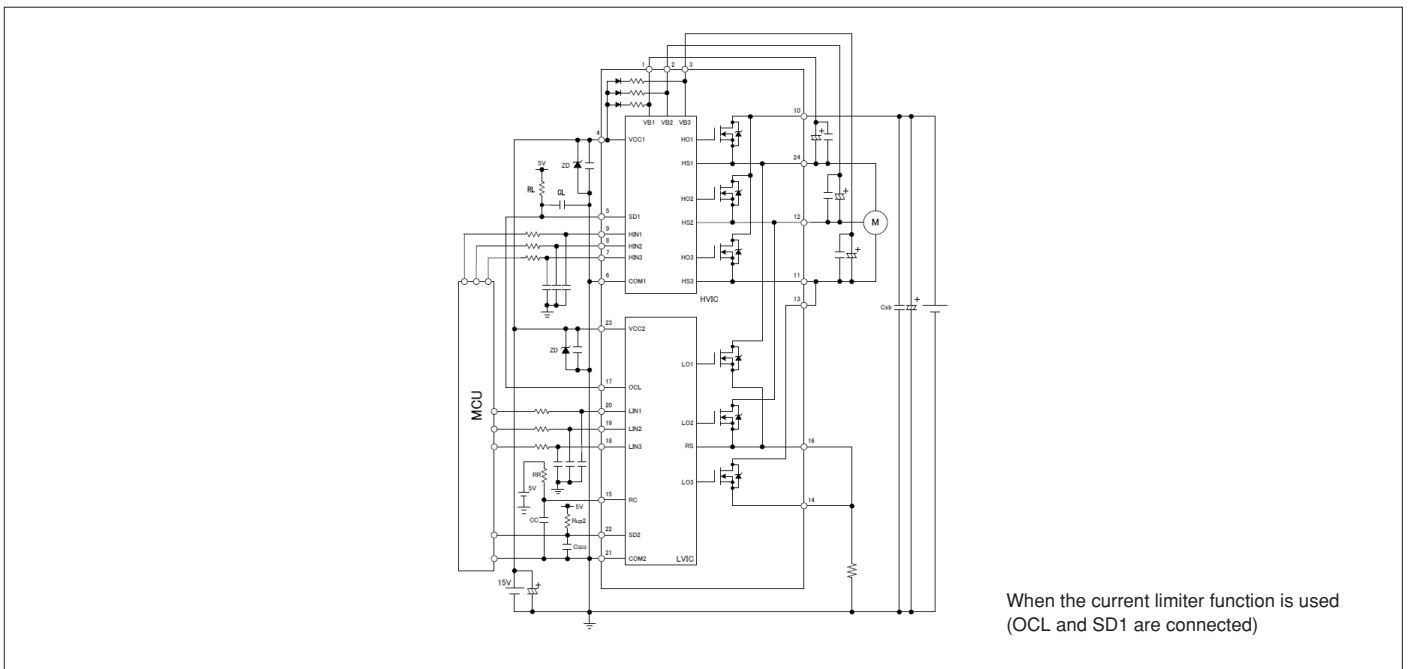 1
2
3
VB1 VB2 VB3
10
4
VCC1
HO1
ZD
24
HS1
5V
RL
CL
HO2
5
SD1
12
HS2
M
9
HIN1
8
HIN2
7
HIN3
HO3
6
COM1
11
HS3
HVIC
13
Csb
23
VCC2
ZD
LO1
17
OCL
MCU
20
LIN1
19
LIN2
LO2
18
LIN3
RS
16
RR
5V
LO3
15
RC
14
CC
5V
Rup2
22
SD2
21
COM2
LVIC
15V
When the current limiter function is used
(OCL and SD1 are connected)